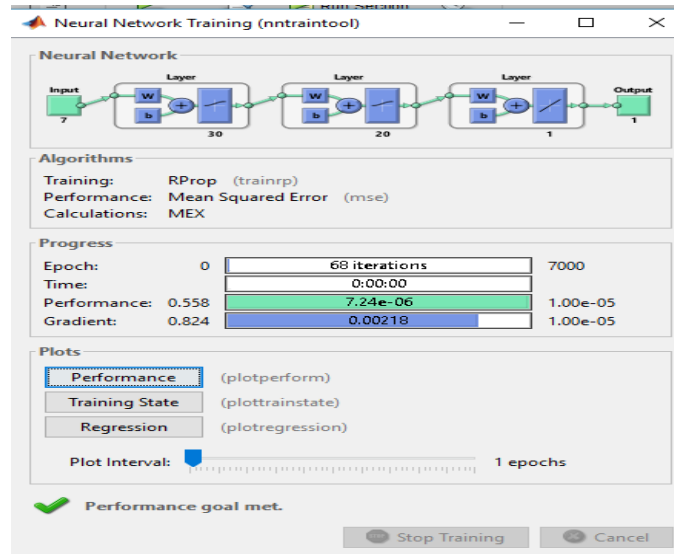 Run Session
Neural Network Training (nntraintool)
Neural Network
Layer Layer Layer
Input Output
W W W
b b b
7 30 20 1 1
Algorithms
Training: RProp (trainrp)
Performance: Mean Squared Error (mse)
Calculations: MEX
Progress
Epoch: 0 68 iterations 7000
Time: 0:00:00
Performance: 0.558 7.24e-06 1.00e-05
Gradient: 0.824 0.00218 1.00e-05
Plots
Performance (plotperform)
Training State (plottrainstate)
Regression (plotregression)
Plot Interval: 1 epochs
Performance goal met.
Stop Training Cancel